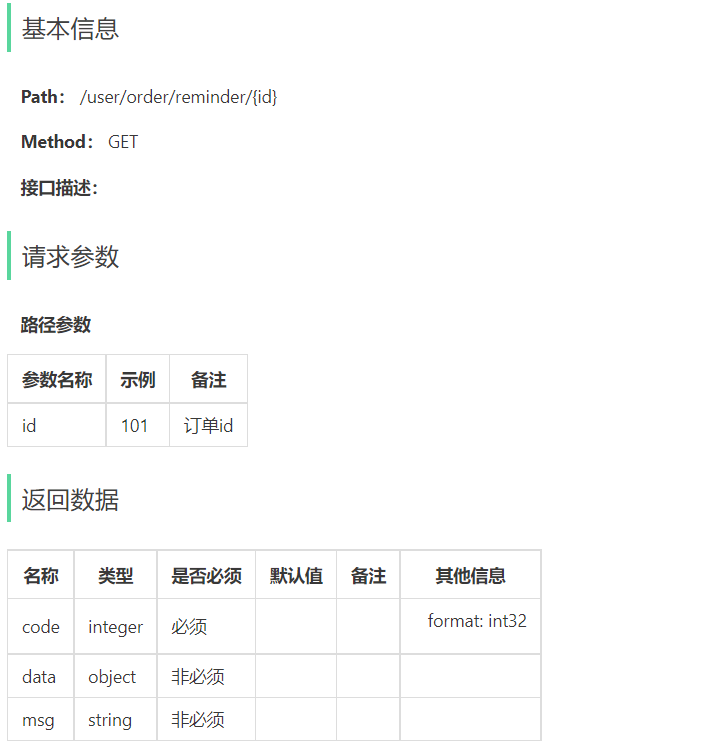 基本信息
Path： /user/order/reminder/{id}
Method： GET
接口描述：
请求参数
路径参数
参数名称 示例 备注
id 101 订单id
返回数据
名称 类型 是否必须 默认值 备注 其他信息
code integer 必须 format: int32
data object 非必须
msg string 非必须